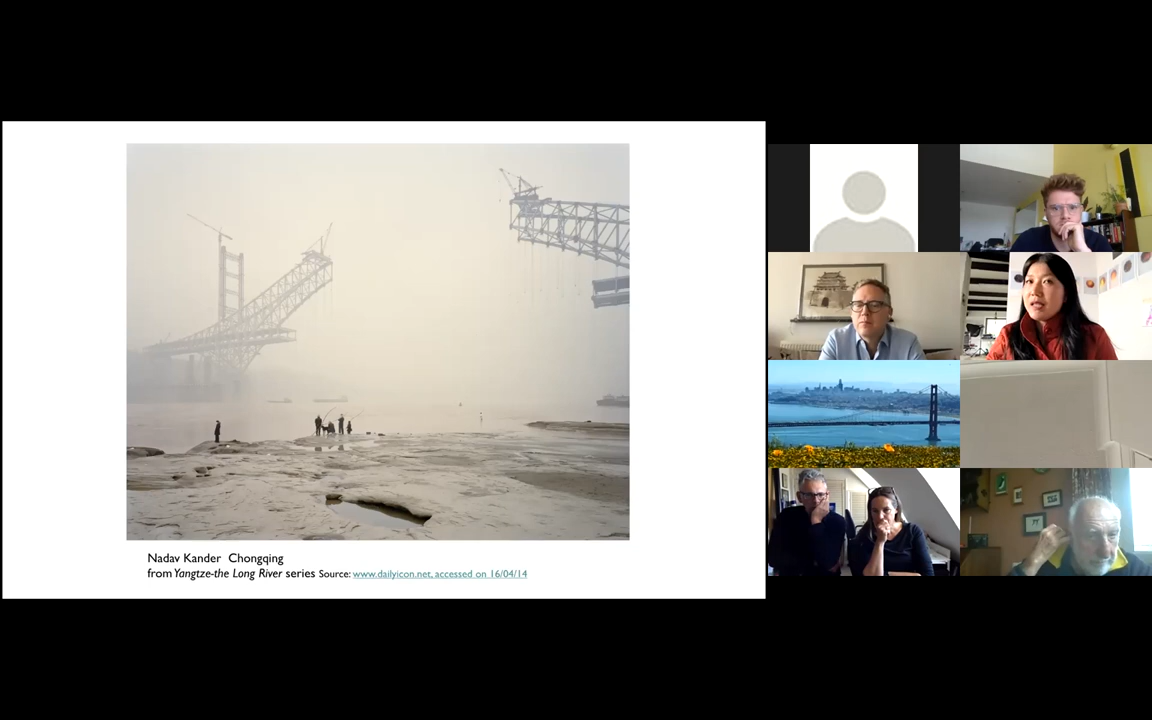 Nadav Kander Chongqing
from Yangtze-the Long River series Source: www.dailyicon.net, accessed on 16/04/14